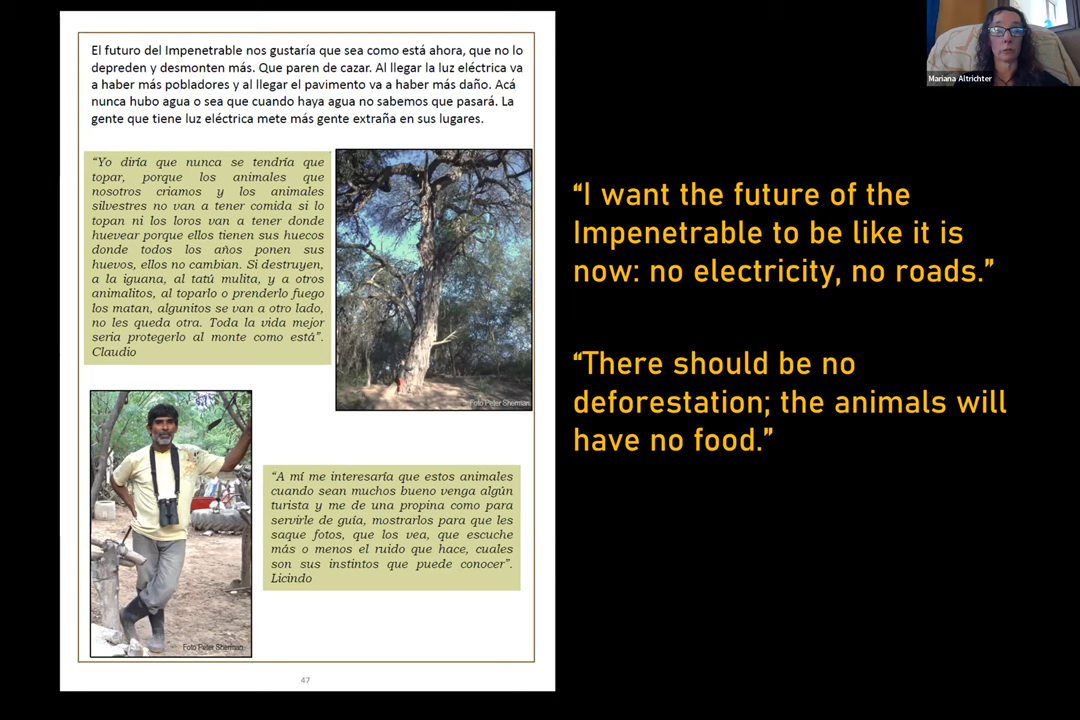 El futuro del Impenetrable nos gustaría que sea como está ahora, que no lo
depreden y desmonten más. Que paren de cazar. Al llegar la luz eléctrica va
a haber más pobladores y al llegar el pavimento va a haber más daño. Acá
nunca hubo agua o sea que cuando haya agua no sabemos que pasará. La
gente que tiene luz eléctrica mete más gente extraña en sus lugares.
“Yo diría que nunca se tendría que
topar, porque los animales que
nosotros criamos y los animales
silvestres no van a tener comida si lo
topan ni los loros van a tener donde
huevear porque ellos tienen sus huecos
donde todos los años ponen sus
huevos, ellos no cambian. Si destruyen,
a la iguana, al tatú mulita, y a otros
animalitos, al toparlo o prenderlo fuego
los matan, algunitos se van a otro lado,
no les queda otra. Toda la vida mejor
seria protegerlo al monte como está”.
Claudio
Foto Peter Sherman
“A mí me interesaría que estos animales
cuando sean muchos bueno venga algún
turista y me de una propina como para
servirle de guía, mostrarlos para que les
saque fotos, que los vea, que escuche
más o menos el ruido que hace, cuales
son sus instintos que puede conocer”.
Licindo
Foto Peter Sherman
47
“I want the future of the
Impenetrable to be like it is
now: no electricity, no roads.”
“There should be no
deforestation; the animals will
have no food.”
Mariana Altrichter